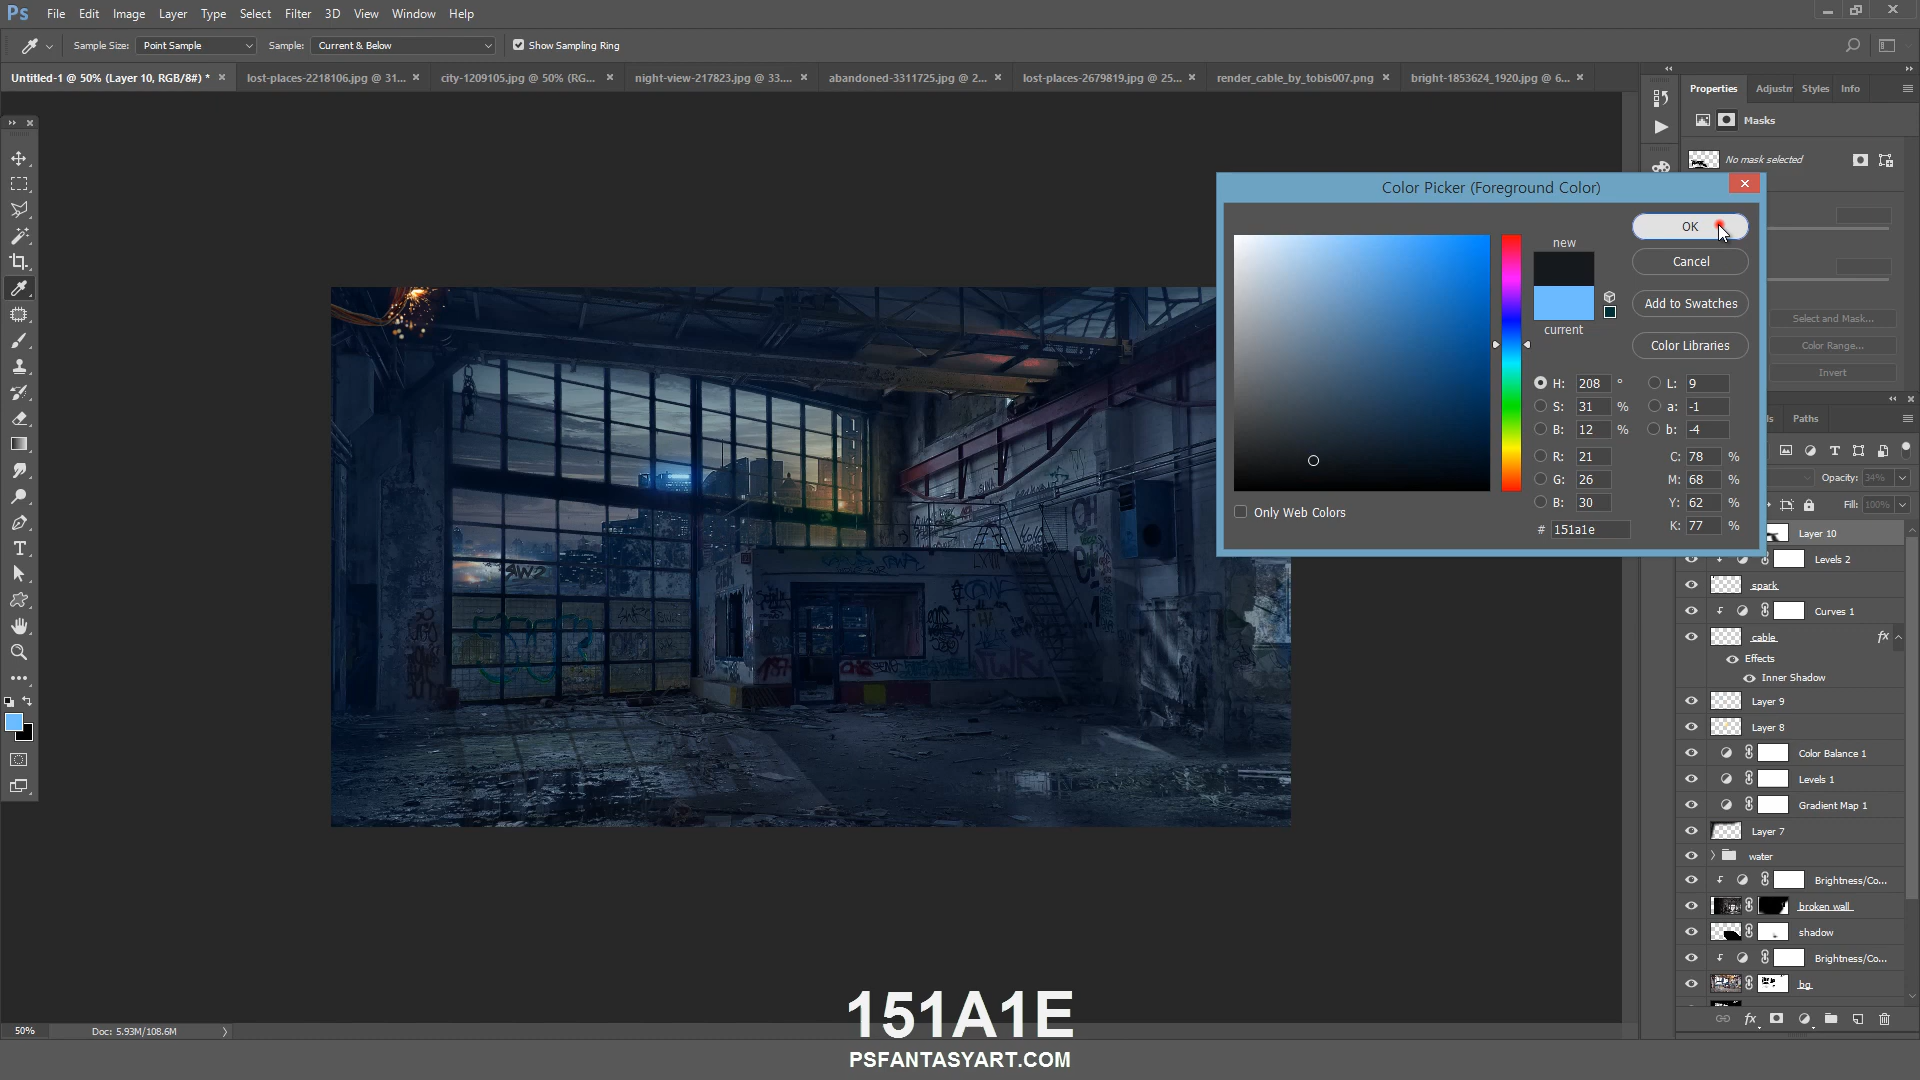 Ps File Edit Image Layer Type Select Filter 3D View Window Help
Sample Size: Point Sample Sample: Current & Below Show Sampling Ring
Untitled-1 @ 50% (Layer 10, RGB/8#) * lost-places-2218106.jpg @ 31... city-1209105.jpg @ 50% (RG... night-view-217823.jpg @ 33.... abandoned-3311725.jpg @ 2... lost-places-2679819.jpg @ 25... render_cable_by_tobis007.png bright-1853624_1920.jpg @ 6...
Properties Adjustm Styles Info
Masks
No mask selected
Color Picker (Foreground Color)
new
current
OK
Cancel
Add to Swatches
Color Libraries
H: 208 ° L: 9
S: 31 % a: -1
B: 12 % b: -4
R: 21 C: 78 %
G: 26 M: 68 %
B: 30 Y: 62 %
# 151a1e K: 77 %
Only Web Colors
Select and Mask...
Color Range...
Invert
Paths
Opacity: 34%
Fill: 100%
Layer 10
Levels 2
spark
Curves 1
cable fx
Effects
Inner Shadow
Layer 9
Layer 8
Color Balance 1
Levels 1
Gradient Map 1
Layer 7
water
Brightness/Co...
broken wall
shadow
Brightness/Co...
bg
fx
50% Doc: 5.93M/108.6M
151A1E
PSFANTASYART.COM